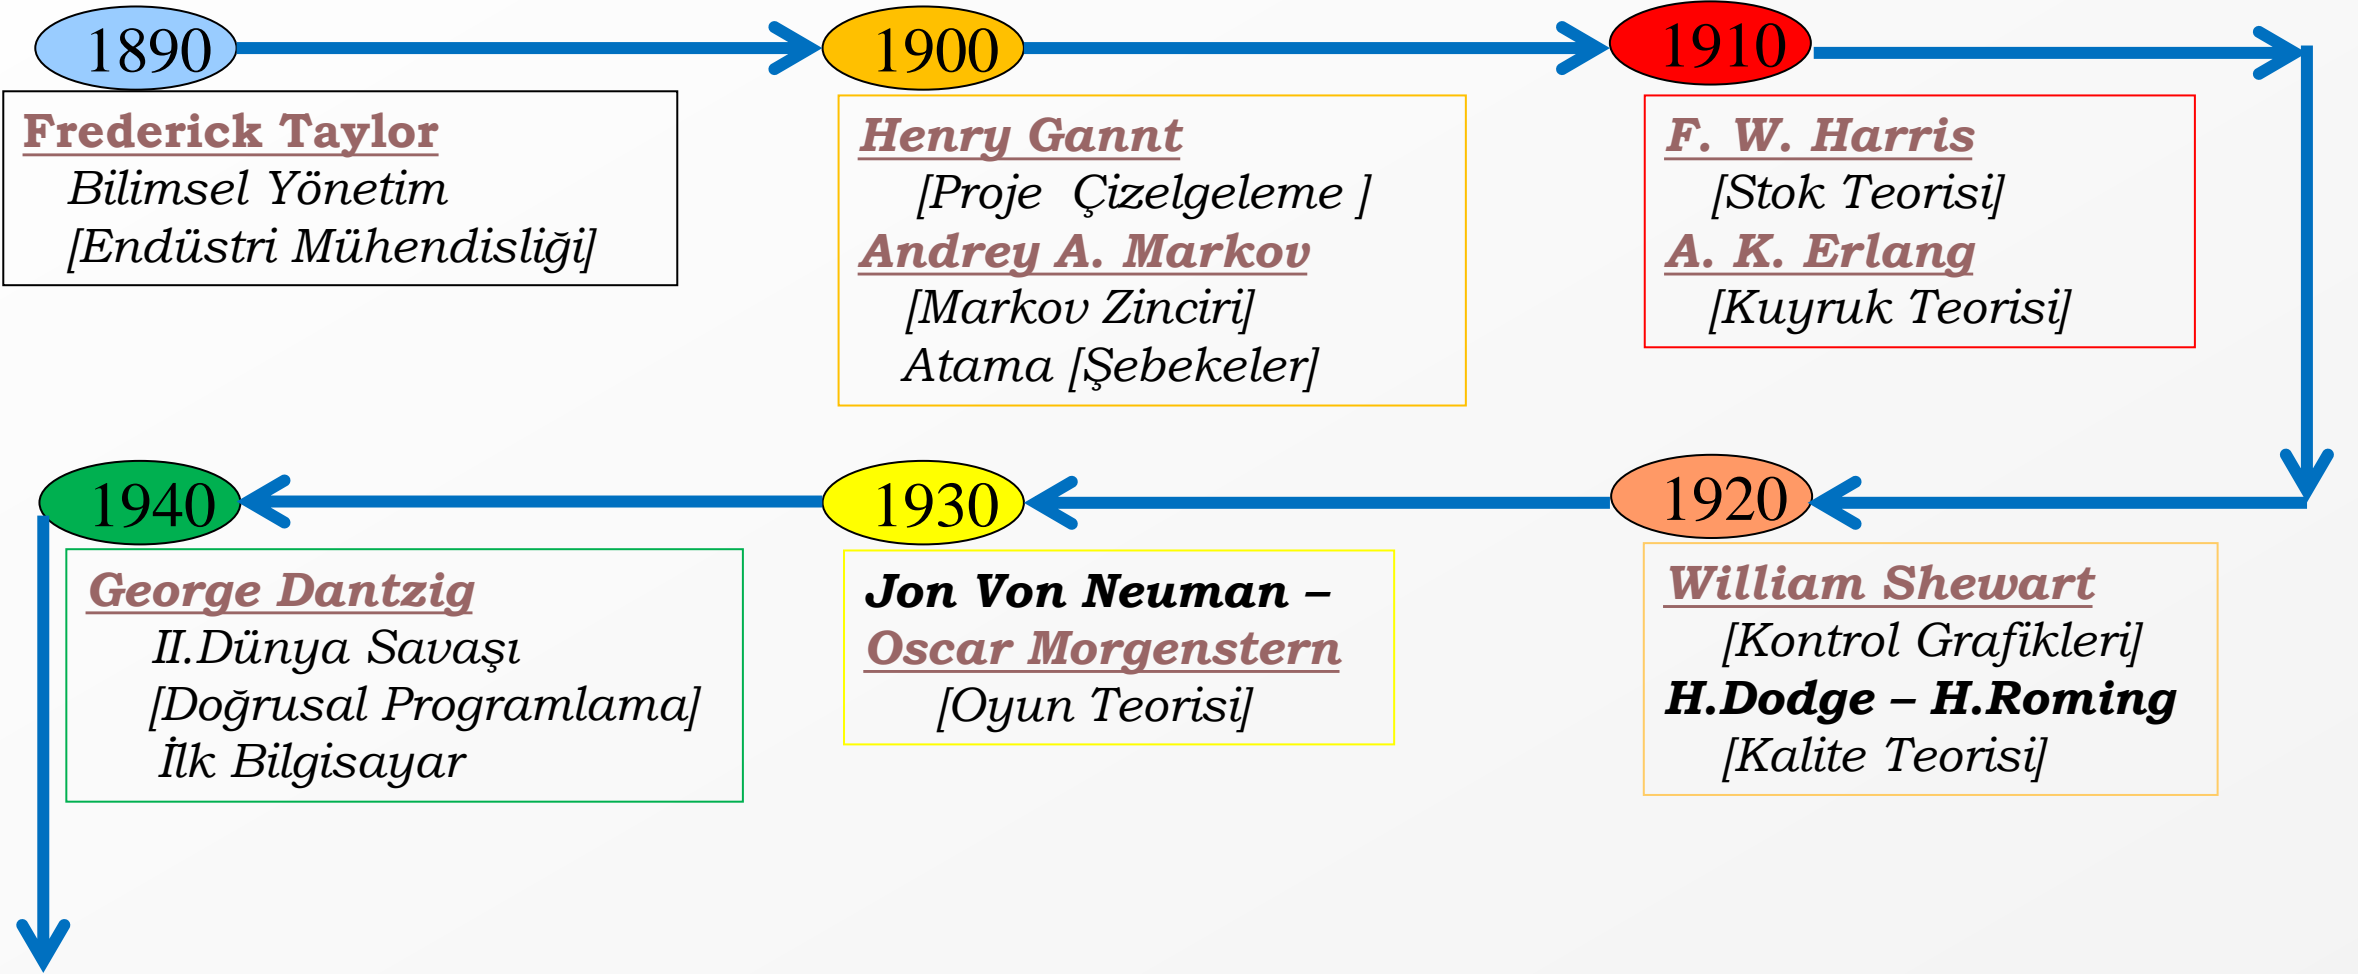 1890
Frederick Taylor
Bilimsel Yönetim
[Endüstri Mühendisliği]
1900
Henry Gannt
[Proje Çizelgeleme ]
Andrey A. Markov
[Markov Zinciri]
Atama [Şebekeler]
1910
F. W. Harris
[Stok Teorisi]
A. K. Erlang
[Kuyruk Teorisi]
1920
William Shewart
[Kontrol Grafikleri]
H.Dodge – H.Roming
[Kalite Teorisi]
1930
Jon Von Neuman –
Oscar Morgenstern
[Oyun Teorisi]
1940
George Dantzig
II.Dünya Savaşı
[Doğrusal Programlama]
İlk Bilgisayar